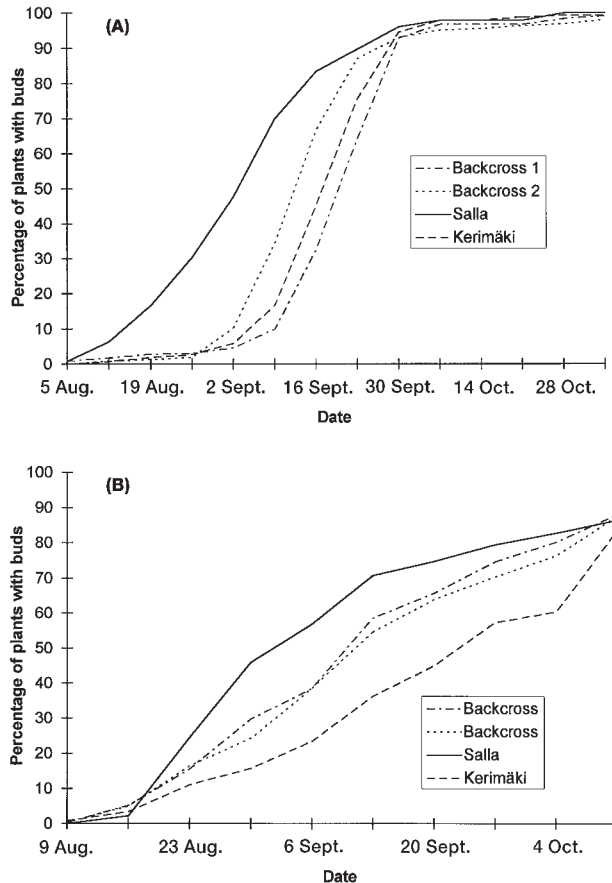 (A)
Percentage of plants with buds
100
90
80
70
60
50
40
30
20
10
0
Backcross 1
Backcross 2
Salla
Kerimäki
5 Aug. 19 Aug. 2 Sept. 16 Sept. 30 Sept. 14 Oct. 28 Oct.
Date
(B)
Percentage of plants with buds
100
90
80
70
60
50
40
30
20
10
0
Backcross
Backcross
Salla
Kerimäki
9 Aug. 23 Aug. 6 Sept. 20 Sept. 4 Oct.
Date